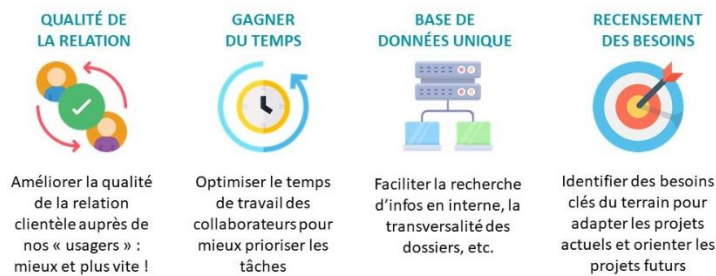 QUALITÉ DE
LA RELATION
Améliorer la qualité
de la relation
clientèle auprès de
nos « usagers » :
mieux et plus vite !
GAGNER
DU TEMPS
Optimiser le temps
de travail des
collaborateurs pour
mieux prioriser les
tâches
BASE DE
DONNÉES UNIQUE
Faciliter la recherche
d'infos en interne, la
transversalité des
dossiers, etc.
RECENSEMENT
DES BESOINS
Identifier des besoins
clés du terrain pour
adapter les projets
actuels et orienter les
projets futurs